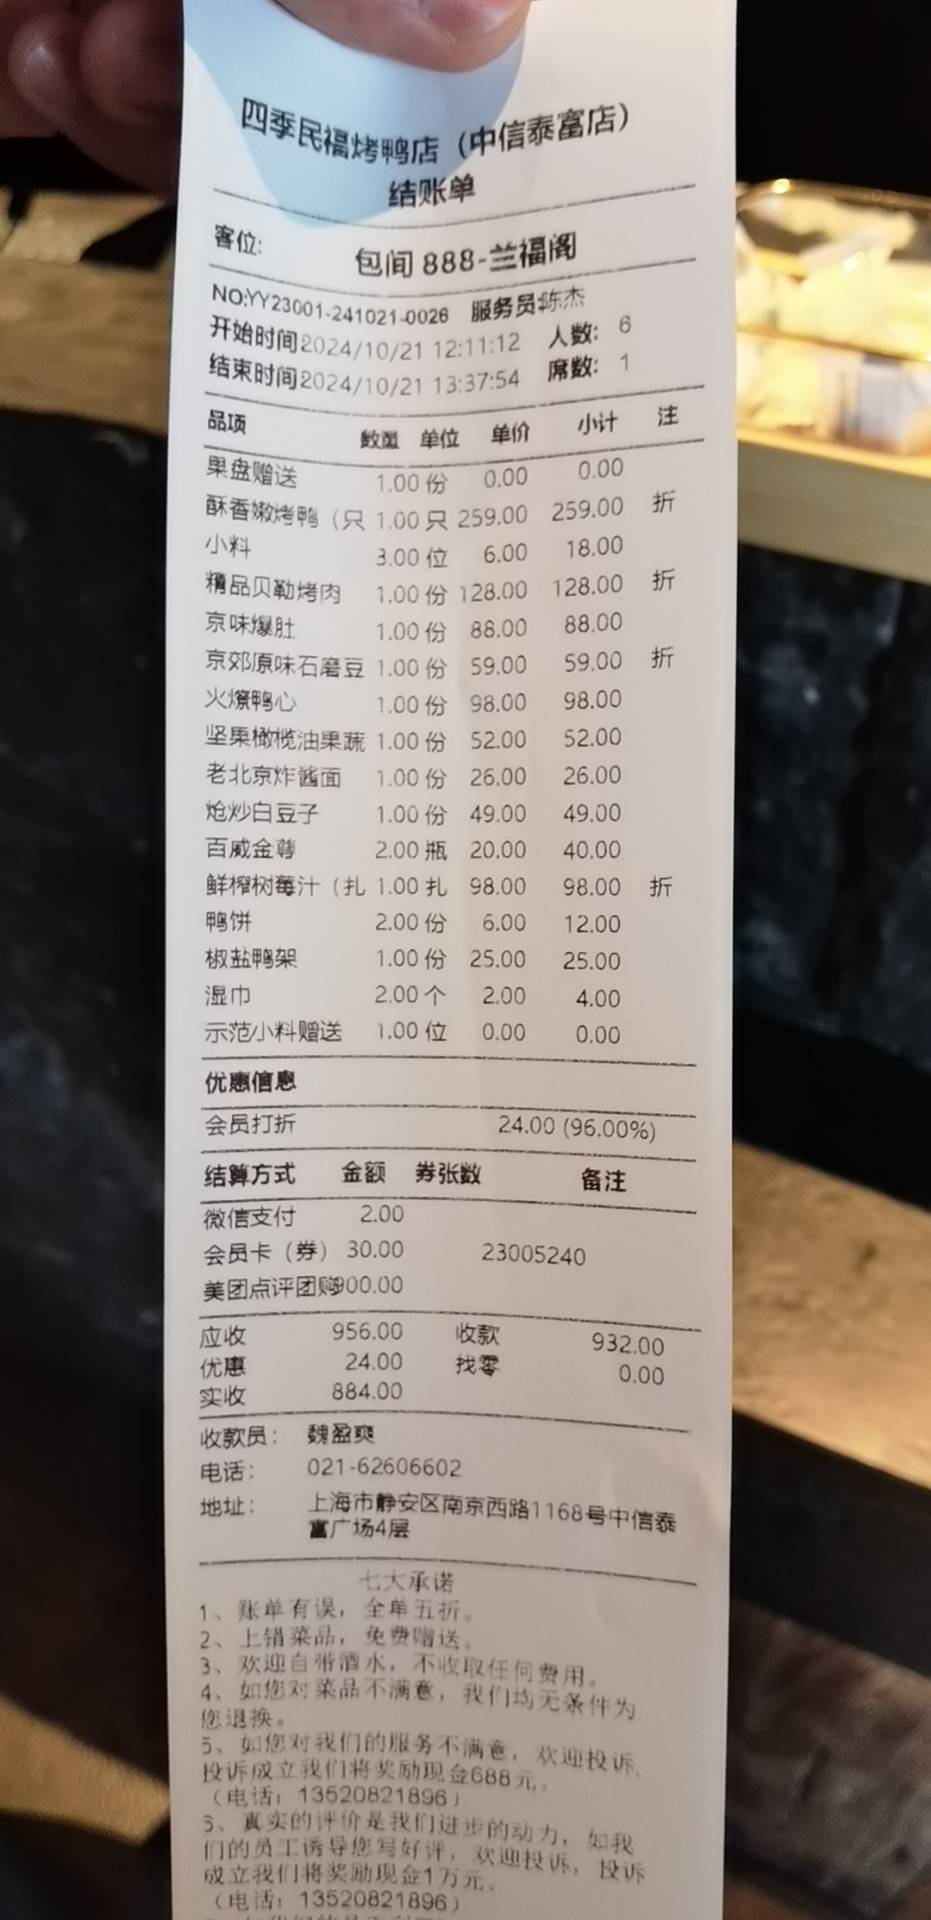 四季民福烤鸭店（中信泰富店）
结账单
客位: 包间 888-兰福阁
NO:YY23001-241021-0026 服务员:陈杰
开始时间2024/10/21 12:11:12 人数: 6
结束时间2024/10/21 13:37:54 席数: 1
品项 数量 单位 单价 小计 注
果盘赠送 1.00 份 0.00 0.00
酥香嫩烤鸭（只 1.00 只 259.00 259.00 折
小料 3.00 位 6.00 18.00
精品贝勒烤肉 1.00 份 128.00 128.00 折
京味爆肚 1.00 份 88.00 88.00
京郊原味石磨豆 1.00 份 59.00 59.00 折
火燎鸭心 1.00 份 98.00 98.00
坚果橄榄油果蔬 1.00 份 52.00 52.00
老北京炸酱面 1.00 份 26.00 26.00
炝炒白豆子 1.00 份 49.00 49.00
百威金尊 2.00 瓶 20.00 40.00
鲜榨树莓汁（扎 1.00 扎 98.00 98.00 折
鸭饼 2.00 份 6.00 12.00
椒盐鸭架 1.00 份 25.00 25.00
湿巾 2.00 个 2.00 4.00
示范小料赠送 1.00 位 0.00 0.00
优惠信息
会员打折 24.00 (96.00%)
结算方式 金额 券张数 备注
微信支付 2.00
会员卡（券） 30.00 23005240
美团点评团购900.00
应收 956.00 收款 932.00
优惠 24.00 找零 0.00
实收 884.00
收款员: 魏盈爽
电话: 021-62606602
地址: 上海市静安区南京西路1168号中信泰
富广场4层
七大承诺
1、账单有误，全单五折。
2、上错菜品，免费赠送。
3、欢迎自带酒水，不收取任何费用。
4、如您对菜品不满意，我们均无条件为
您退换。
5、如您对我们的服务不满意，欢迎投诉，
投诉成立我们将奖励现金688元。
（电话：13520821896）
6、真实的评价是我们进步的动力，如我
们的员工诱导您写好评，欢迎投诉，投诉
成立我们将奖励现金1万元。
（电话：13520821896）